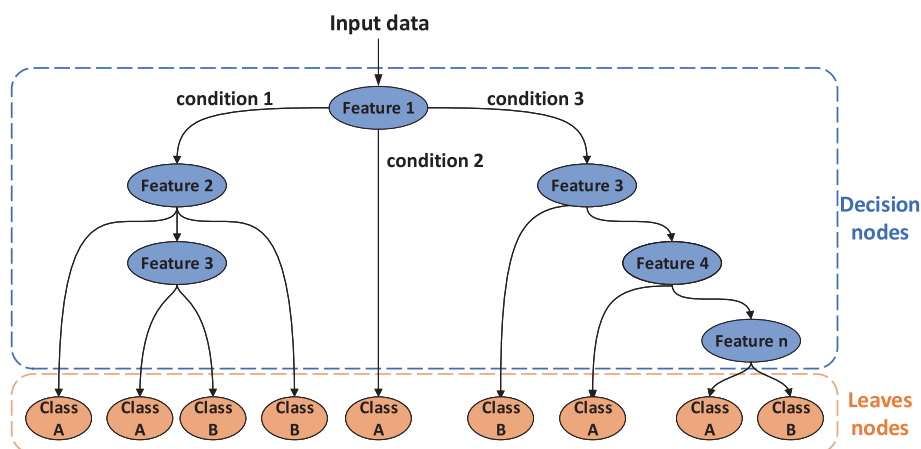 Input data
condition 1
Feature 1
condition 3
condition 2
Feature 2
Feature 3
Decision
nodes
Feature 3
Feature 4
Feature n
Class
A
Class
A
Class
B
Class
B
Class
A
Class
B
Class
A
Class
A
Class
B
Leaves
nodes